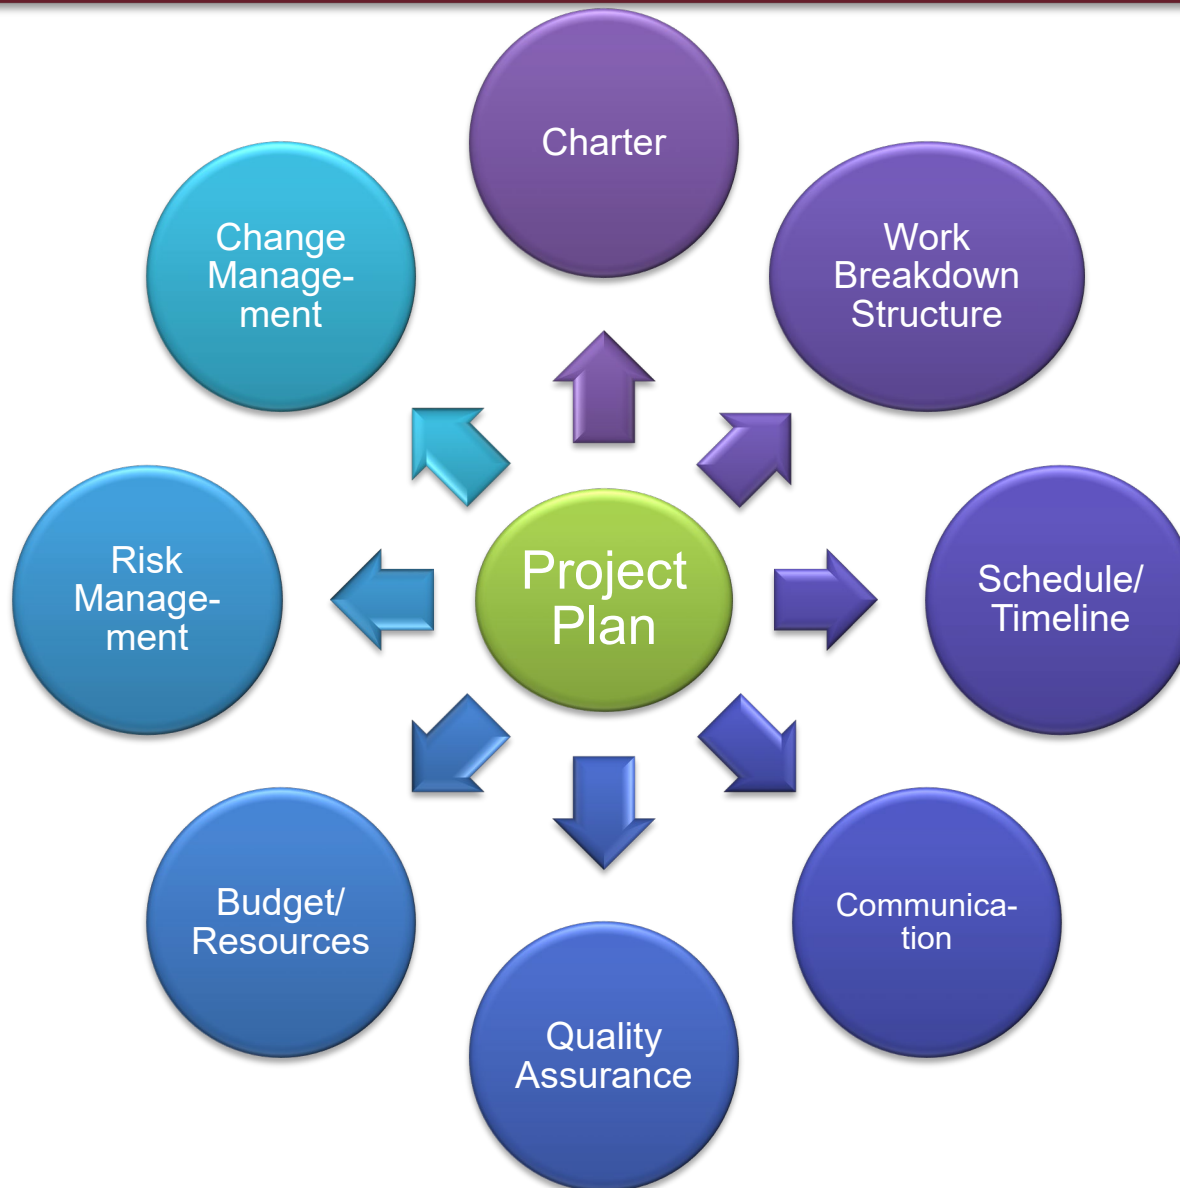 Charter
Work
Breakdown
Structure
Schedule/
Timeline
Communica-
tion
Quality
Assurance
Budget/
Resources
Risk
Manage-
ment
Change
Manage-
ment
Project
Plan